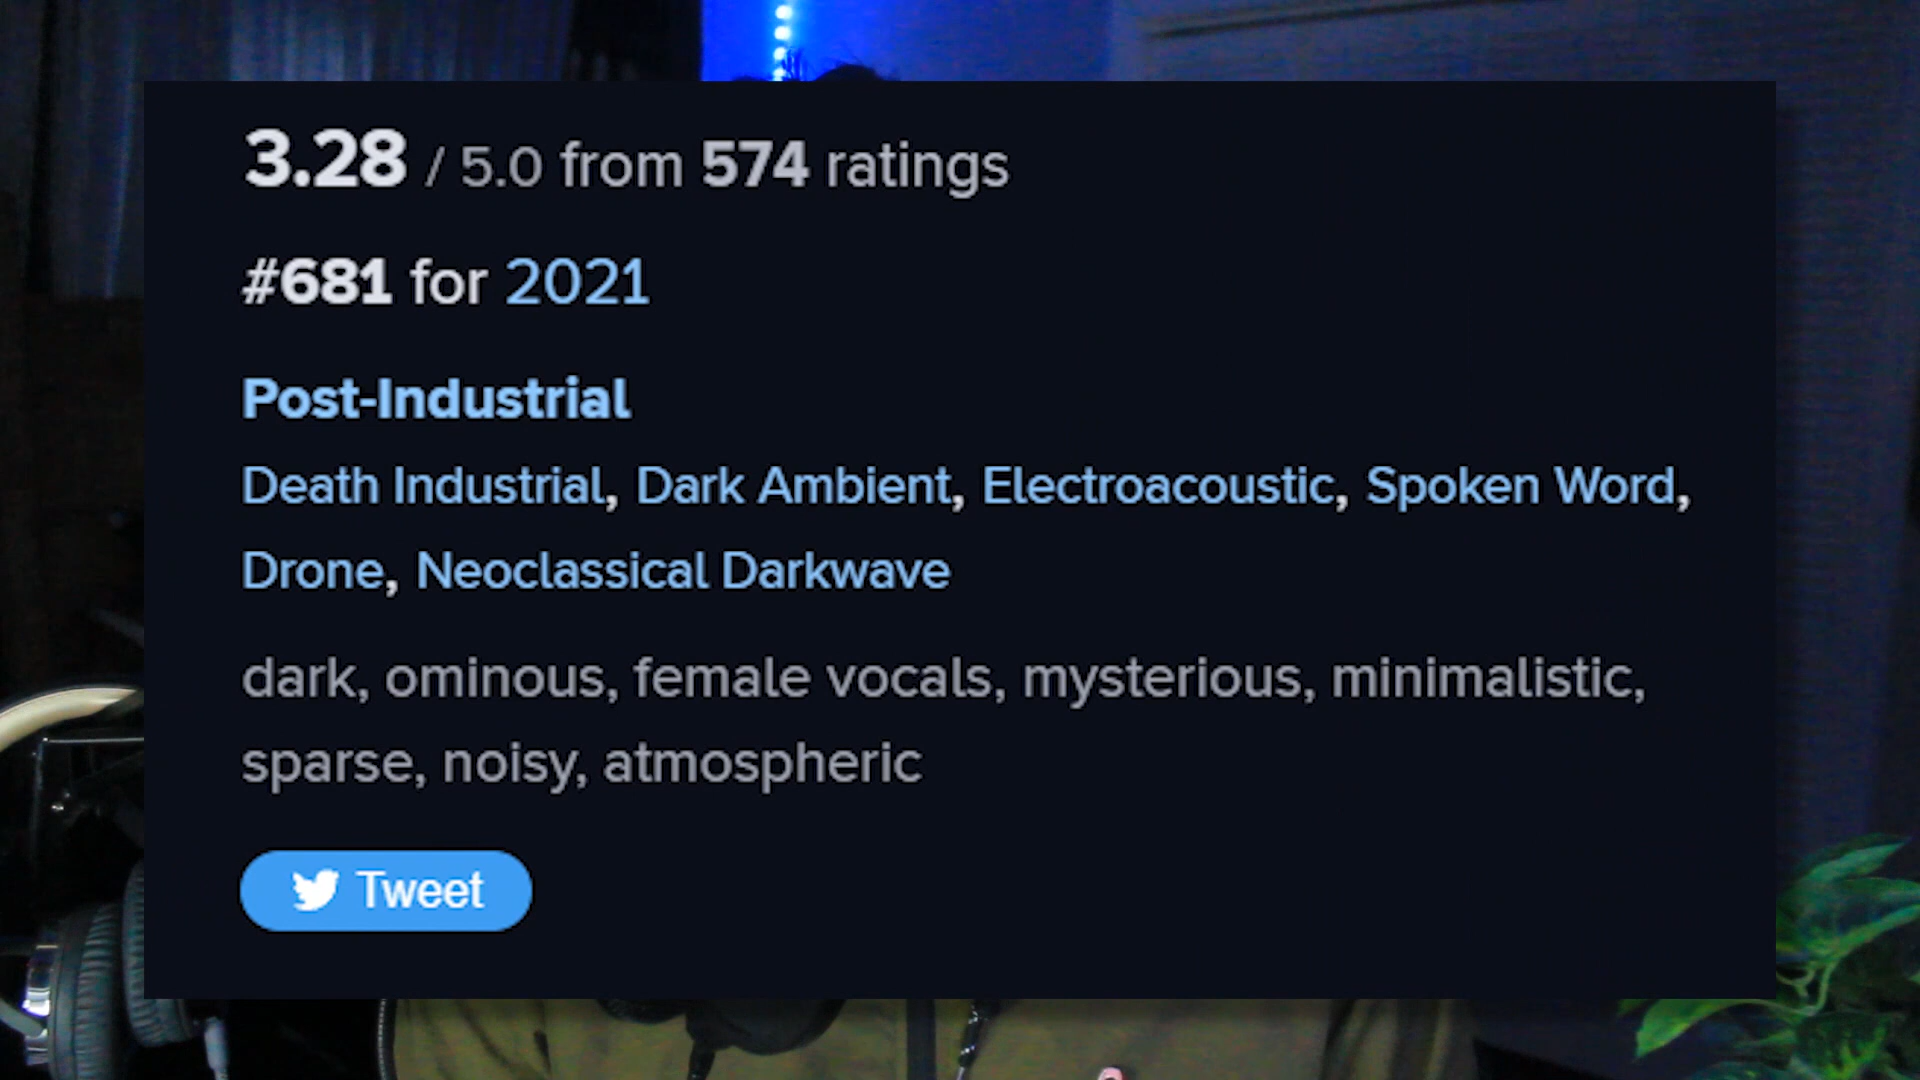 3.28 / 5.0 from 574 ratings
#681 for 2021
Post-Industrial
Death Industrial, Dark Ambient, Electroacoustic, Spoken Word,
Drone, Neoclassical Darkwave
dark, ominous, female vocals, mysterious, minimalistic,
sparse, noisy, atmospheric
Tweet